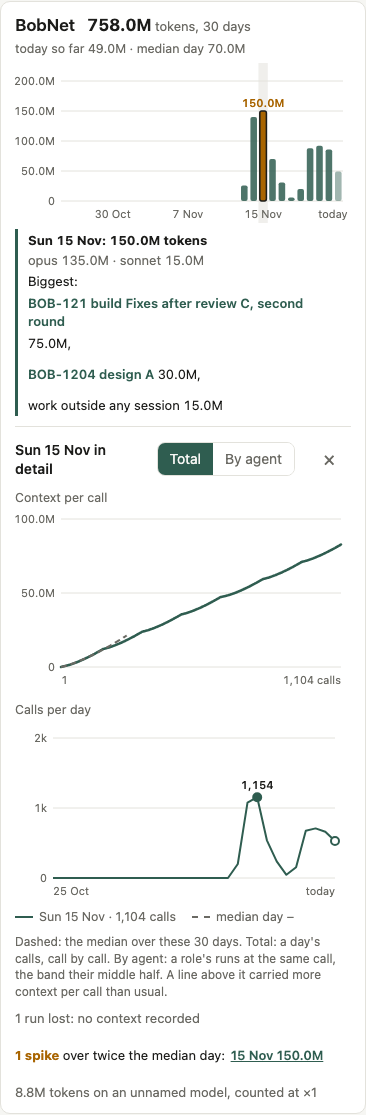 BobNet 758.0M tokens, 30 days
today so far 49.0M · median day 70.0M
200.0M
150.0M
150.0M
100.0M
50.0M
0
30 Oct
7 Nov
15 Nov
today
Sun 15 Nov: 150.0M tokens
opus 135.0M · sonnet 15.0M
Biggest:
BOB-121 build Fixes after review C, second
round
75.0M,
BOB-1204 design A 30.0M,
work outside any session 15.0M
Sun 15 Nov in
detail
Total
By agent
×
Context per call
100.0M
50.0M
0
1
1,104 calls
Calls per day
2k
1,154
1k
0
25 Oct
today
Sun 15 Nov · 1,104 calls
median day –
Dashed: the median over these 30 days. Total: a day's
calls, call by call. By agent: a role's runs at the same call,
the band their middle half. A line above it carried more
context per call than usual.
1 run lost: no context recorded
1 spike over twice the median day: 15 Nov 150.0M
8.8M tokens on an unnamed model, counted at ×1